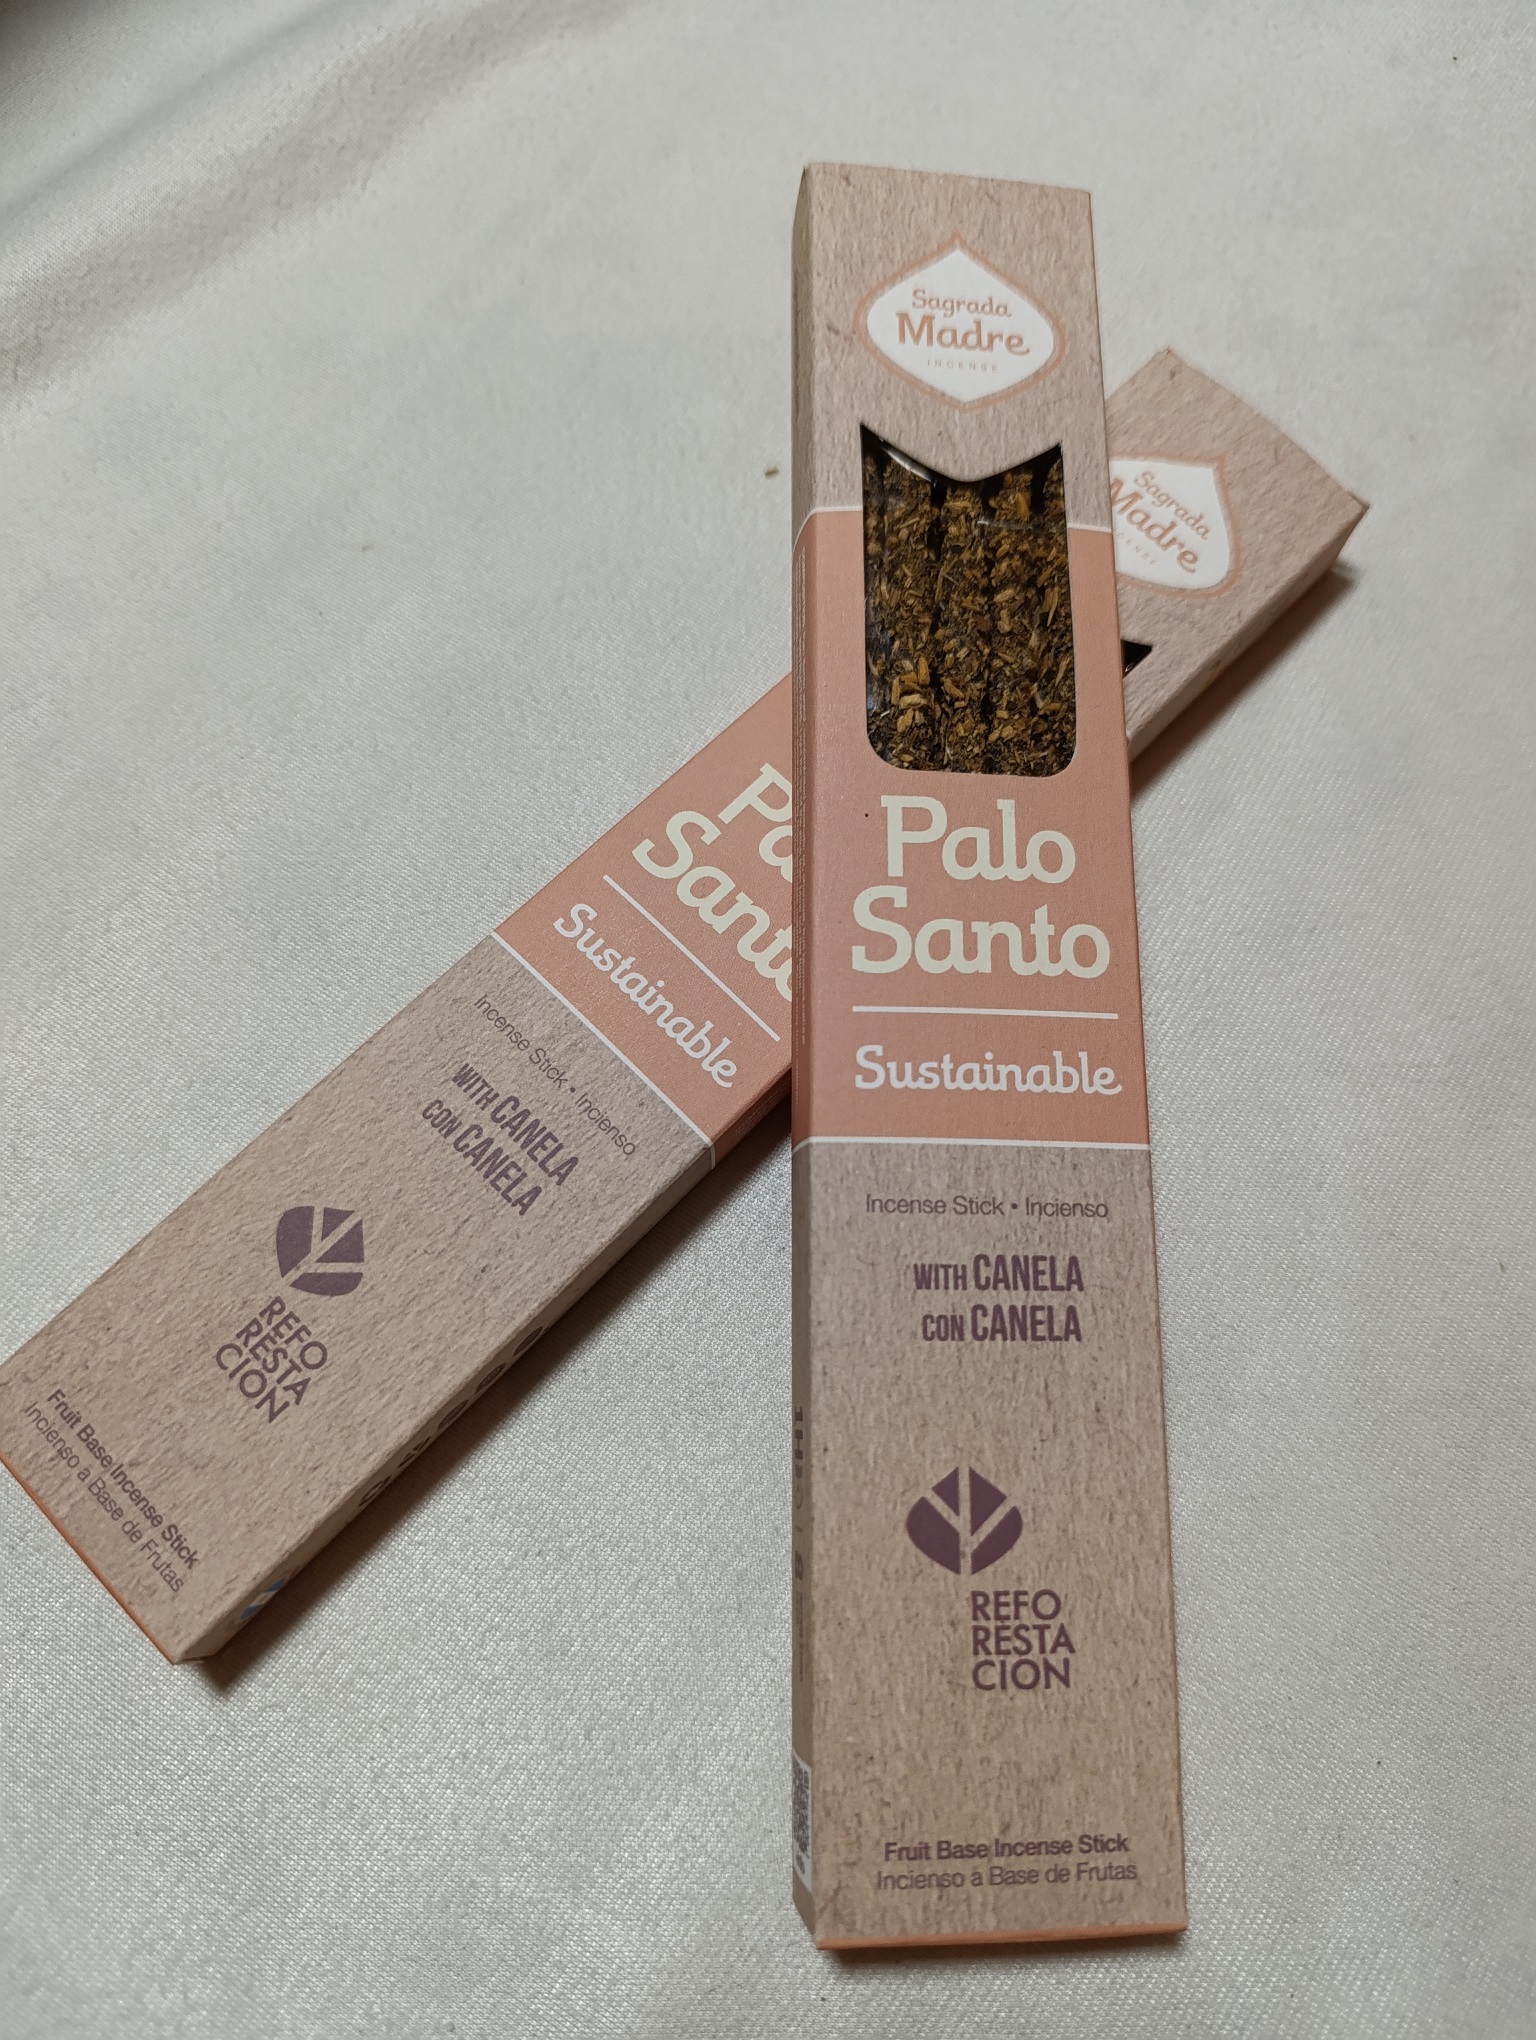 Sagrada
Madre
INCENSE
Palo
Santo
Sustainable
Incense Stick • Incienso
WITH CANELA
CON CANELA
REFO
RESTA
CION
Fruit Base Incense Stick
Incienso a Base de Frutas
Sagrada
Madre
Sustainable
Incense Stick • Incienso
WITH CANELA
CON CANELA
REFO
RESTA
CION
Fruit Base Incense Stick
Incienso a Base de Frutas